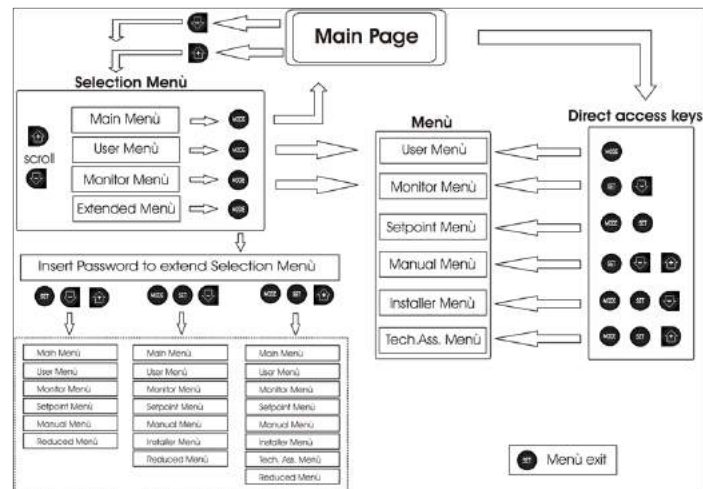 Main Page
Selection Menù
Main Menù
MODE
User Menù
MODE
Monitor Menù
MODE
Extended Menù
MODE
scroll
Insert Password to extend Selection Menù
SET
MODE SET
MODE SET
Main Menù
User Menù
Monitor Menù
Setpoint Menù
Manual Menù
Reduced Menù
Main Menù
User Menù
Monitor Menù
Setpoint Menù
Manual Menù
Installer Menù
Reduced Menù
Main Menù
User Menù
Monitor Menù
Setpoint Menù
Manual Menù
Installer Menù
Tech. Ass. Menù
Reduced Menù
Menù
User Menù
Monitor Menù
Setpoint Menù
Manual Menù
Installer Menù
Tech.Ass. Menù
Direct access keys
MODE
SET
MODE SET
SET
MODE SET
MODE SET
SET Menù exit